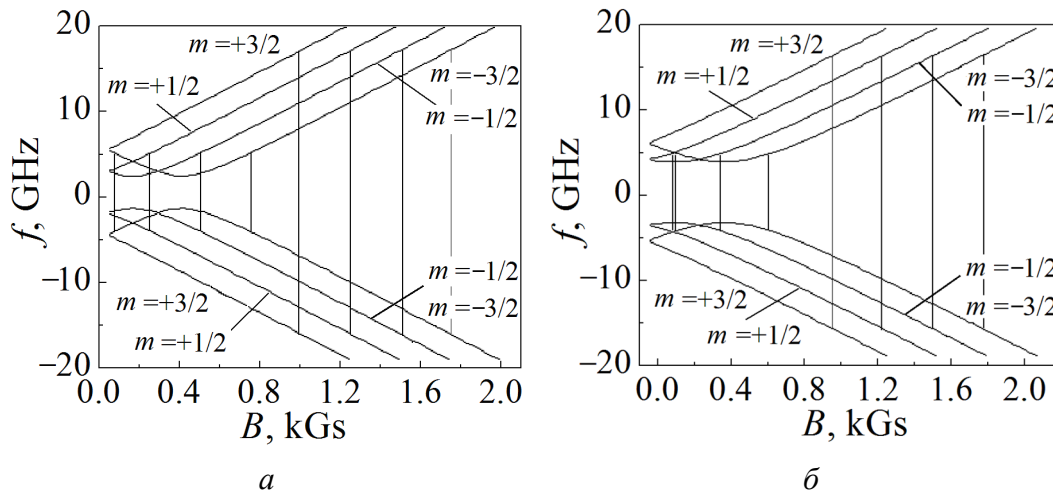 20
m = +3/2
m = +1/2
m = −3/2
m = −1/2
10
0
−10
−20
f, GHz
m = −1/2
m = +3/2
m = −3/2
m = +1/2
0.0 0.4 0.8 1.2 1.6 2.0
B, kGs
а
20
m = +3/2
m = +1/2
m = −3/2
m = −1/2
10
0
−10
−20
f, GHz
m = −1/2
m = +3/2
m = −3/2
m = +1/2
0.0 0.4 0.8 1.2 1.6 2.0
B, kGs
б